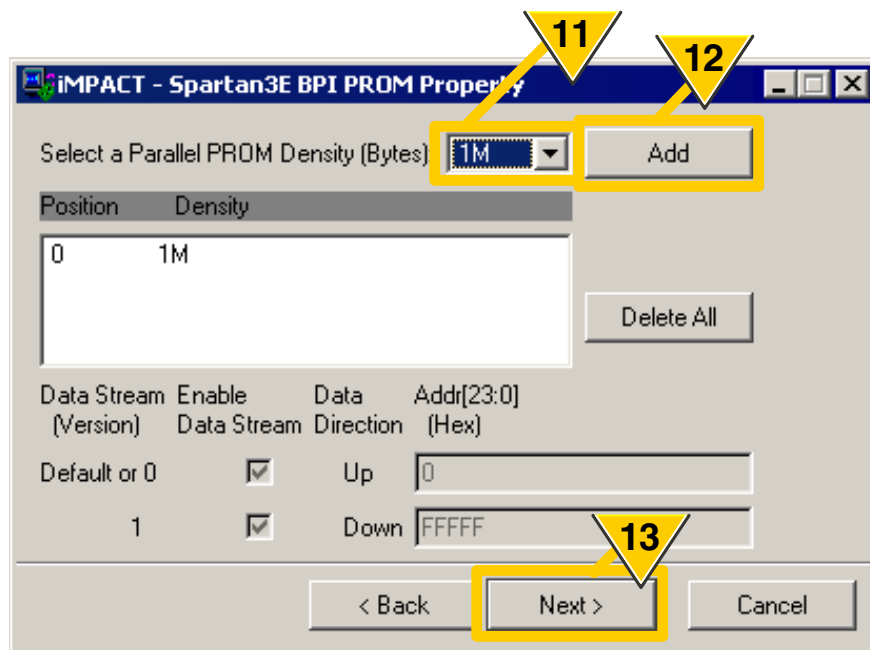 11
12
iMPACT - Spartan3E BPI PROM Property
Select a Parallel PROM Density (Bytes): 1M Add
Position Density
0 1M
Delete All
Data Stream Enable Data Addr[23:0]
(Version) Data Stream Direction (Hex)
Default or 0 Up 0
1 Down FFFFF
13
< Back Next > Cancel